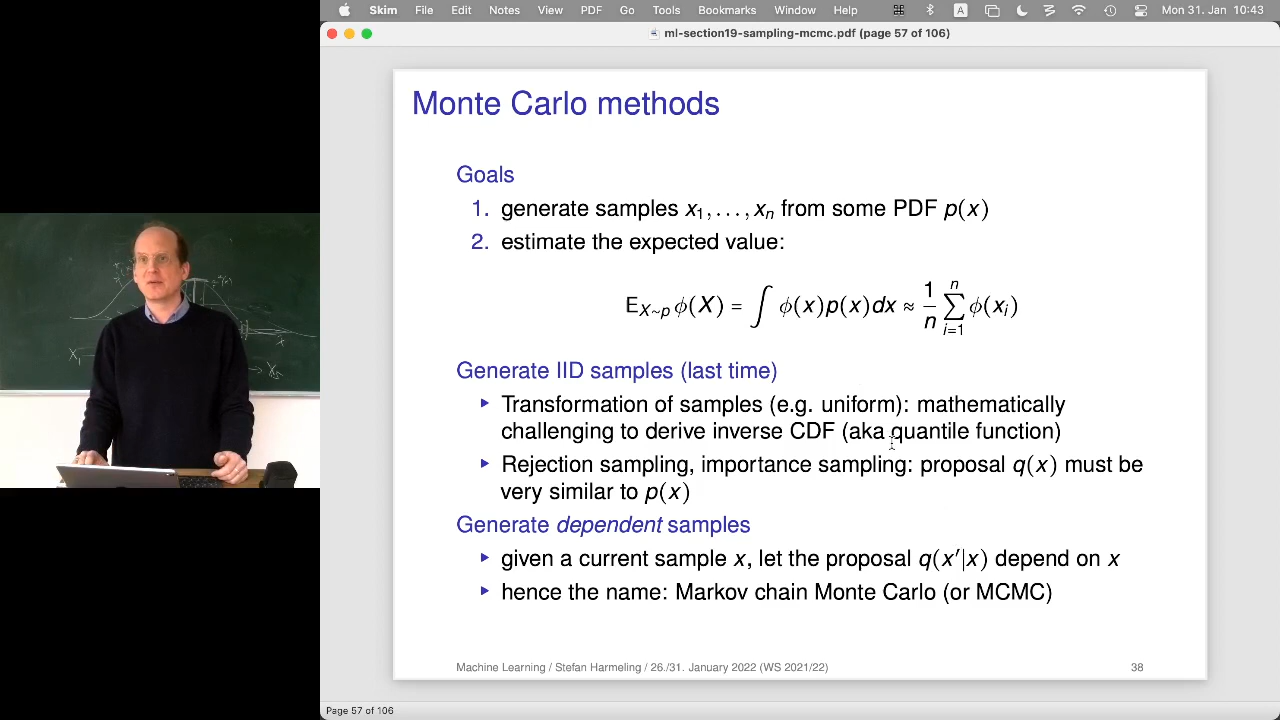 Skim File Edit Notes View PDF Go Tools Bookmarks Window Help A Mon 31. Jan 10:43
ml-section19-sampling-mcmc.pdf (page 57 of 106)
Monte Carlo methods
Goals
1. generate samples x₁,...,xₙ from some PDF p(x)
2. estimate the expected value:
E_{X~p} ϕ(X) = ∫ ϕ(x)p(x)dx ≈ 1/n ∑_{i=1}^{n} ϕ(x_i)
Generate IID samples (last time)
▸ Transformation of samples (e.g. uniform): mathematically
challenging to derive inverse CDF (aka quantile function)
▸ Rejection sampling, importance sampling: proposal q(x) must be
very similar to p(x)
Generate dependent samples
▸ given a current sample x, let the proposal q(x′|x) depend on x
▸ hence the name: Markov chain Monte Carlo (or MCMC)
Machine Learning / Stefan Harmeling / 26./31. January 2022 (WS 2021/22) 38
Page 57 of 106